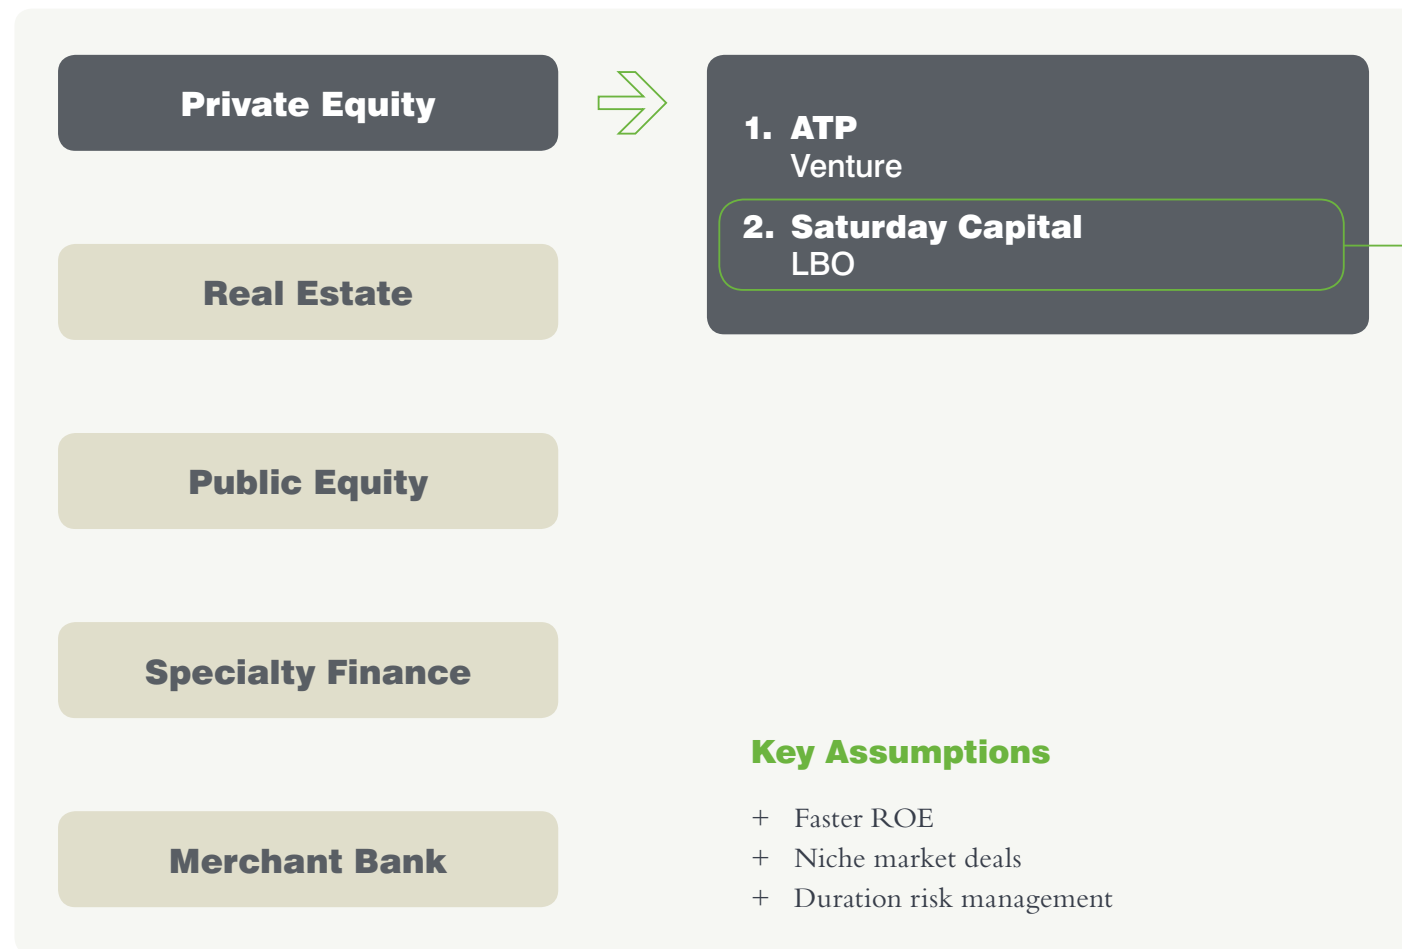 Private Equity
1. ATP
Venture
2. Saturday Capital
LBO
Real Estate
Public Equity
Specialty Finance
Merchant Bank
Key Assumptions
+ Faster ROE
+ Niche market deals
+ Duration risk management